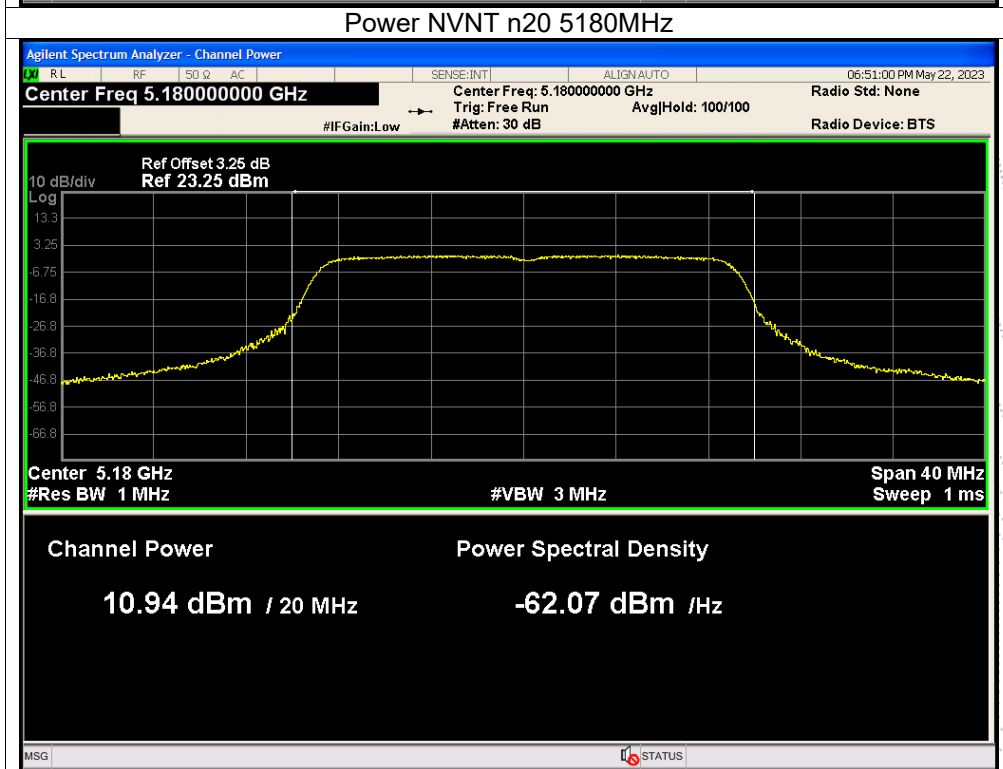 Power NVNT n20 5180MHz
Agilent Spectrum Analyzer - Channel Power
LXI RL RF 50 Ω AC SENSE:INT ALIGN AUTO 06:51:00 PM May 22, 2023
Center Freq 5.180000000 GHz Center Freq: 5.180000000 GHz Radio Std: None
Trig: Free Run Avg|Hold: 100/100
#IFGain:Low #Atten: 30 dB Radio Device: BTS
Ref Offset 3.25 dB
10 dB/div Ref 23.25 dBm
Log
13.3
3.25
-6.75
-16.8
-26.8
-36.8
-46.8
-56.8
-66.8
Center 5.18 GHz Span 40 MHz
#Res BW 1 MHz #VBW 3 MHz Sweep 1 ms
Channel Power Power Spectral Density
10.94 dBm / 20 MHz -62.07 dBm /Hz
MSG STATUS